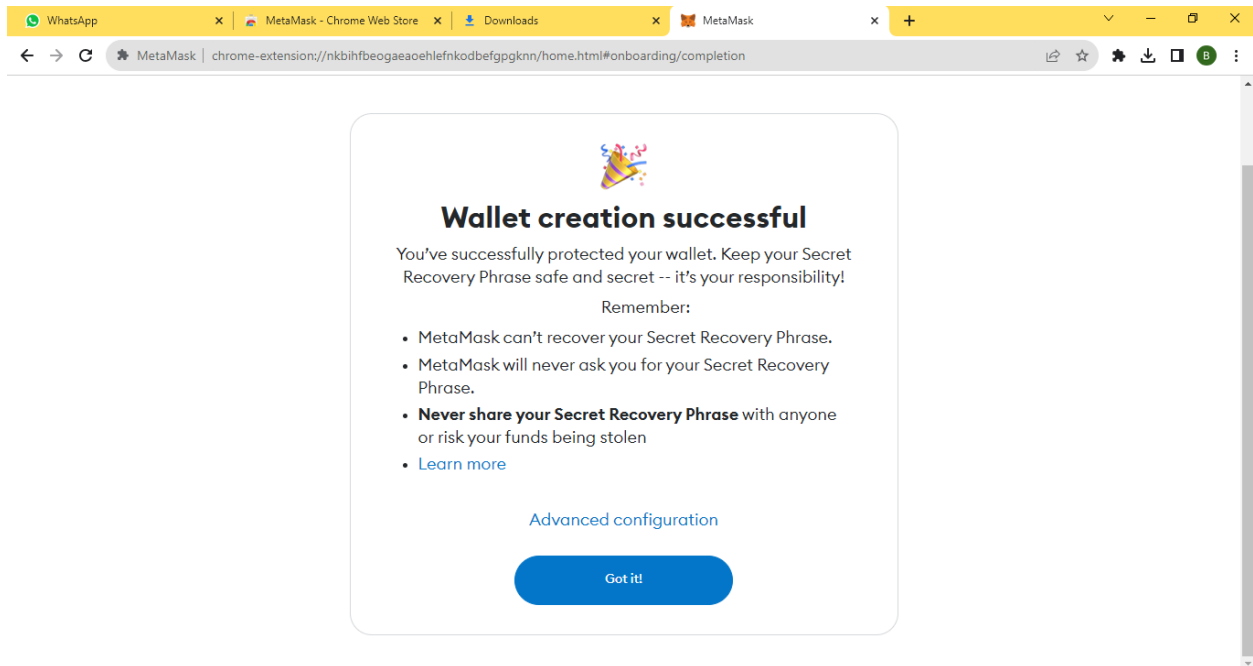 WhatsApp
MetaMask - Chrome Web Store
Downloads
MetaMask
MetaMask
chrome-extension://nkbihfbeogaeaoehlefnkodbefgpgknn/home.html#onboarding/completion
B
Wallet creation successful
You’ve successfully protected your wallet. Keep your Secret
Recovery Phrase safe and secret -- it’s your responsibility!
Remember:
• MetaMask can’t recover your Secret Recovery Phrase.
• MetaMask will never ask you for your Secret Recovery
Phrase.
• Never share your Secret Recovery Phrase with anyone
or risk your funds being stolen
• Learn more
Advanced configuration
Got it!